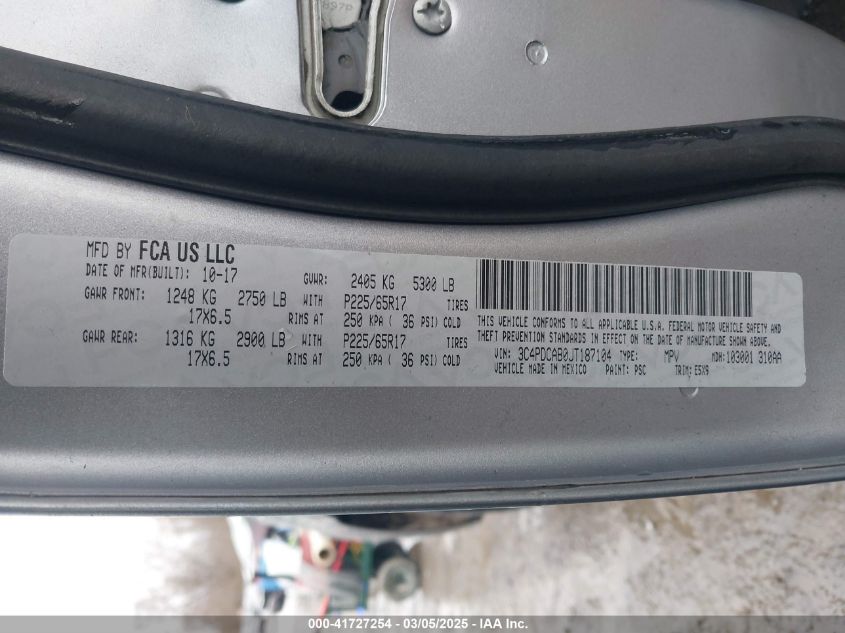 MFD BY FCA US LLC
DATE OF MFR(BUILT): 10-17 GVWR: 2405 KG 5300 LB
GAWR FRONT: 1248 KG 2750 LB WITH P225/65R17 TIRES
17X6.5 RIMS AT 250 KPA ( 36 PSI) COLD
GAWR REAR: 1316 KG 2900 LB WITH P225/65R17 TIRES
17X6.5 RIMS AT 250 KPA ( 36 PSI) COLD
THIS VEHICLE CONFORMS TO ALL APPLICABLE U.S.A. FEDERAL MOTOR VEHICLE SAFETY AND
THEFT PREVENTION STANDARDS IN EFFECT ON THE DATE OF MANUFACTURE SHOWN ABOVE.
VIN: 3C4PDCAB0JT187104 TYPE: MPV MDH:103001 310AA
VEHICLE MADE IN MEXICO PAINT: PSC TRIM: E5X9
000-41727254 - 03/05/2025 - IAA Inc.